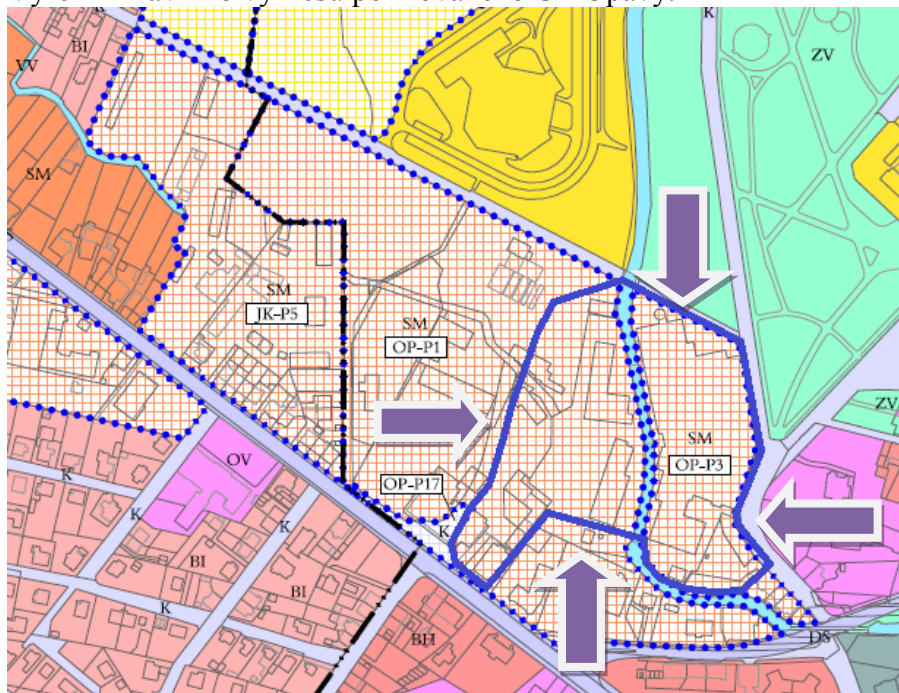 K
BI
ZV
VV
SM
SM
JK-P5
SM
OP-P1
SM
OP-P3
ZV
OP-P17
OV
K
K
K
BI
BI
K
BH
DS